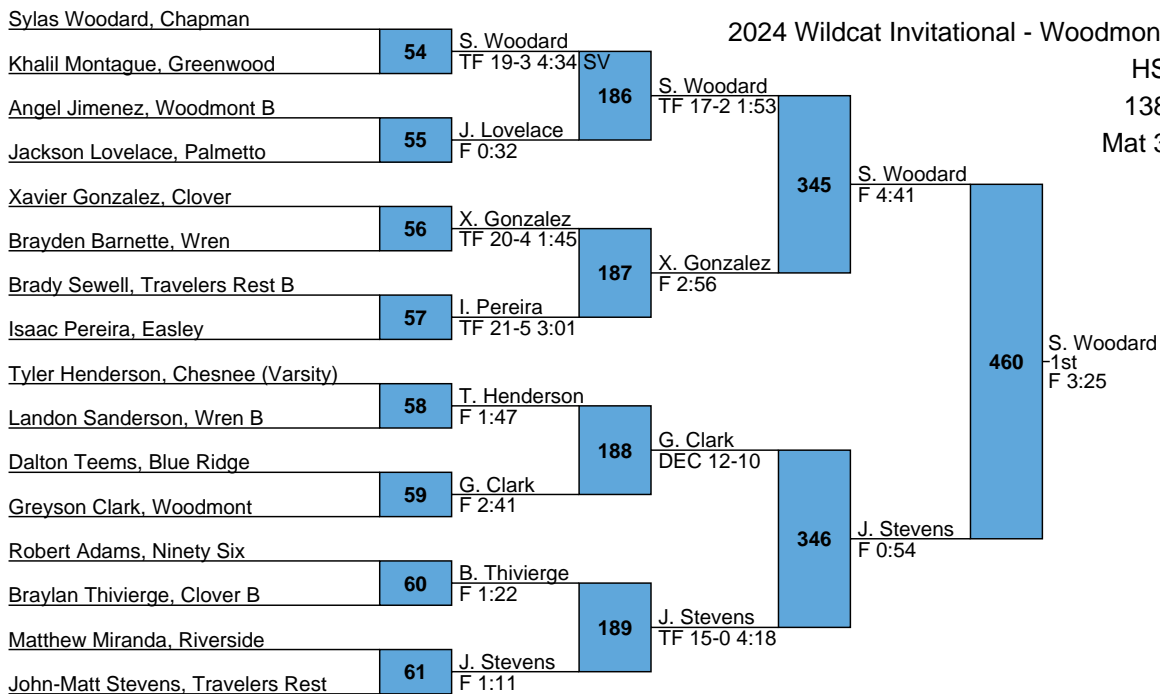 Sylas Woodard, Chapman
Khalil Montague, Greenwood
Angel Jimenez, Woodmont B
Jackson Lovelace, Palmetto
Xavier Gonzalez, Clover
Brayden Barnette, Wren
Brady Sewell, Travelers Rest B
Isaac Pereira, Easley
Tyler Henderson, Chesnee (Varsity)
Landon Sanderson, Wren B
Dalton Teems, Blue Ridge
Greyson Clark, Woodmont
Robert Adams, Ninety Six
Braylan Thivierge, Clover B
Matthew Miranda, Riverside
John-Matt Stevens, Travelers Rest
54
55
56
57
58
59
60
61
S. Woodard
TF 19-3 4:34 SV
J. Lovelace
F 0:32
X. Gonzalez
TF 20-4 1:45
I. Pereira
TF 21-5 3:01
T. Henderson
F 1:47
G. Clark
F 2:41
B. Thivierge
F 1:22
J. Stevens
F 1:11
186
187
188
189
S. Woodard
TF 17-2 1:53
X. Gonzalez
F 2:56
G. Clark
DEC 12-10
J. Stevens
TF 15-0 4:18
345
346
S. Woodard
F 4:41
J. Stevens
F 0:54
460
S. Woodard
1st
F 3:25
2024 Wildcat Invitational - Woodmon
HS
138
Mat 3